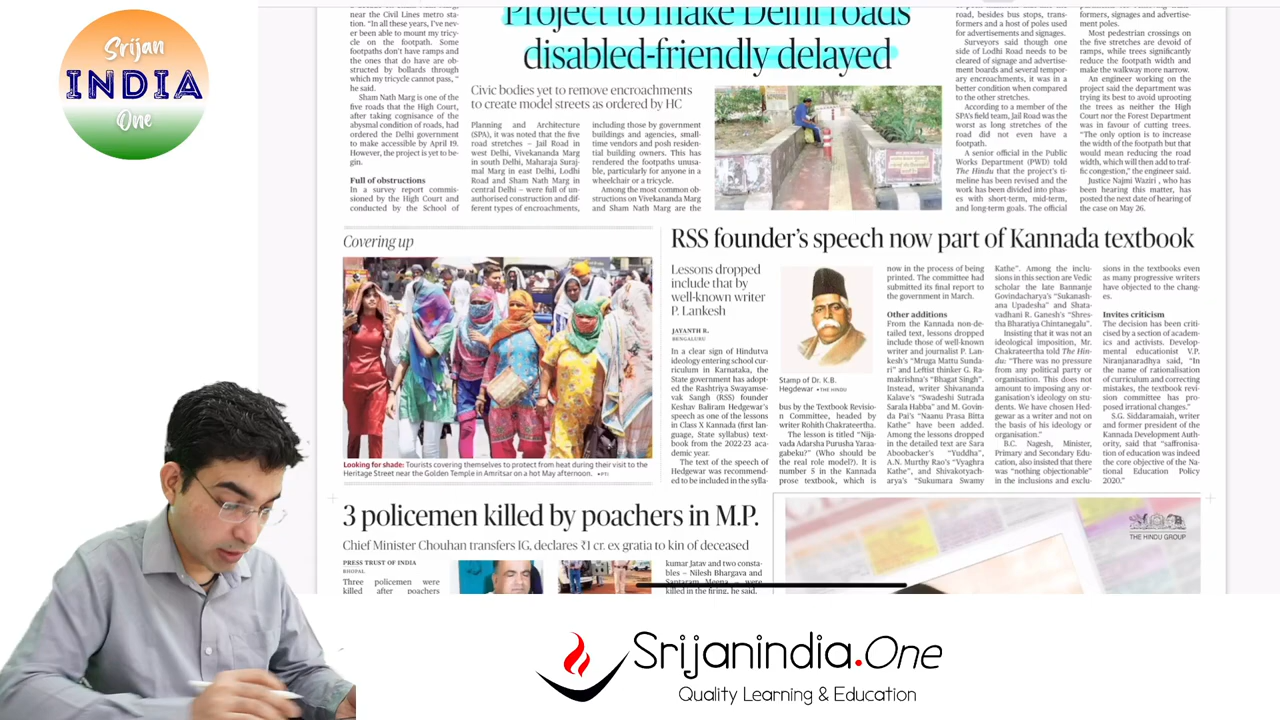 Srijan
INDIA
One
near the Civil Lines metro sta-
tion. "In all these years, I've nev-
er been able to mount my tricy-
cle on the footpath. Some
footpaths don't have ramps and
the ones that do have are ob-
structed by bollards through
which my tricycle cannot pass,"
he said.
Sham Nath Marg is one of the
five roads that the High Court,
after taking cognisance of the
abysmal condition of roads, had
ordered the Delhi government
to make accessible by April 19.
However, the project is yet to be-
gin.
Full of obstructions
In a survey report commis-
sioned by the High Court and
conducted by the School of
Project to make Delhi roads
disabled-friendly delayed
Civic bodies yet to remove encroachments
to create model streets as ordered by HC
Planning and Architecture
(SPA), it was noted that the five
road stretches – Jail Road in
west Delhi, Vivekananda Marg
in south Delhi, Maharaja Suraj-
mal Marg in east Delhi, Lodhi
Road and Sham Nath Marg in
central Delhi – were full of un-
authorised construction and dif-
ferent types of encroachments,
including those by government
buildings and agencies, small-
time vendors and push residen-
tial building owners. This has
rendered the footpaths unusa-
ble, particularly for anyone in a
wheelchair or a tricycle.
Among the most common ob-
structions on Vivekananda Marg
and Sham Nath Marg are the
road, besides bus stops, trans-
formers and a host of poles used
for advertisements and signages.
Surveyors said though one
side of Lodhi Road needs to be
cleared of signage and advertise-
ment boards and several tempor-
ary encroachments, it was in a
better condition when compared
to the other stretches.
According to a member of the
SPA's field team, Jail Road was the
worst as long stretches of the
road did not even have a
footpath.
A senior official in the Public
Works Department (PWD) told
The Hindu that the project's ti-
meline has been revised and the
work has been divided into phas-
es with short-term, mid-term,
and long-term goals. The official
formers, signages and advertise-
ment poles.
Most pedestrian crossings on
the five stretches are devoid of
ramps, while trees significantly
reduce the footpath width and
make the walkway more narrow.
An engineer working on the
project said the department was
trying its best to avoid uprooting
the trees as neither the High
Court nor the Forest Department
was in favour of cutting trees.
"The only option is to increase
the width of the footpath but that
would mean reducing the road
width, which will then add to traf-
fic congestion," the engineer said.
Justice Najmi Waziri , who has
been hearing this matter, has
posted the next date of hearing of
the case on May 26.
Covering up
Looking for shade: Tourists covering themselves to protect from heat during their visit to the
Heritage Street near the Golden Temple in Amritsar on a hot May afternoon. •PTI
RSS founder's speech now part of Kannada textbook
Lessons dropped
include that by
well-known writer
P. Lankesh
JAYANTH R.
BENGALURU
In a clear sign of Hindutva
ideology entering school cur-
riculum in Karnataka, the
State government has adopt-
ed the Rashtriya Swayamse-
vak Sangh (RSS) founder
Keshav Baliram Hedgewar's
speech as one of the lessons
in Class X Kannada (first lan-
guage, State syllabus) text-
book from the 2022-23 aca-
demic year.
The text of the speech of
Hedgewar was recommend-
ed to be included in the sylla-
Stamp of Dr. K.B.
Hegdewar •THE HINDU
bus by the Textbook Revision
Committee, headed by
writer Rohith Chakrateertha.
The lesson is titled "Nija-
vada Adarsha Purusha Yaraa-
gabeku?" (Who should be
the real role model?). It is
number 5 in the Kannada
prose textbook, which is
now in the process of being
printed. The committee had
submitted its final report to
the government in March.
Other additions
From the Kannada non-de-
tailed text, lessons dropped
include those of well-known
writer and journalist P. Lan-
kesh's "Mruga Mattu Sunda-
ri" and Leftist thinker G. Ra-
makrishna's "Bhagat Singh".
Instead, writer Shivananda
Kalave's "Swadeshi Sutrada
Sarala Habba" and M. Govin-
da Pai's "Naanu Prasa Bitta
Kathe" have been added.
Among the lessons dropped
in the detailed text are Sara
Aboobacker's "Yuddha",
A.N. Murthy Rao's "Vyaghra
Kathe", and Shivakotyach-
arya's "Sukumara Swamy
Kathe". Among the inclu-
sions in this section are Vedic
scholar the late Bannanje
Govindacharya's "Sukanash-
ana Upadesha" and Shata-
vadhani R. Ganesh's "Shres-
tha Bharatiya Chintanegalu".
Insisting that it was not an
ideological imposition, Mr.
Chakrateertha told The Hin-
du: "There was no pressure
from any political party or
organisation. This does not
amount to imposing any or-
ganisation's ideology on stu-
dents. We have chosen Hed-
gewar as a writer and not on
the basis of his ideology or
organisation."
B.C. Nagesh, Minister,
Primary and Secondary Edu-
cation, also insisted that there
was "nothing objectionable"
in the inclusions and exclu-
sions in the textbooks even
as many progressive writers
have objected to the chang-
es.
Invites criticism
The decision has been criti-
cised by a section of academ-
ics and activists. Develop-
mental educationist V.P.
Niranjanaradhya said, "In
the name of rationalisation
of curriculum and correcting
mistakes, the textbook revi-
sion committee has pro-
posed irrational changes."
S.G. Siddaramaiah, writer
and former president of the
Kannada Development Auth-
ority, said that "saffronisa-
tion of education was indeed
the core objective of the Na-
tional Education Policy
2020."
3 policemen killed by poachers in M.P.
Chief Minister Chouhan transfers IG, declares ₹1 cr. ex gratia to kin of deceased
PRESS TRUST OF INDIA
BHOPAL
Three policemen were
killed after poachers
kumar Jatav and two consta-
bles – Nilesh Bhargava and
Santaram Meena – were
killed in the firing, he said.
THE HINDU GROUP
Srijanindia.One
Quality Learning & Education